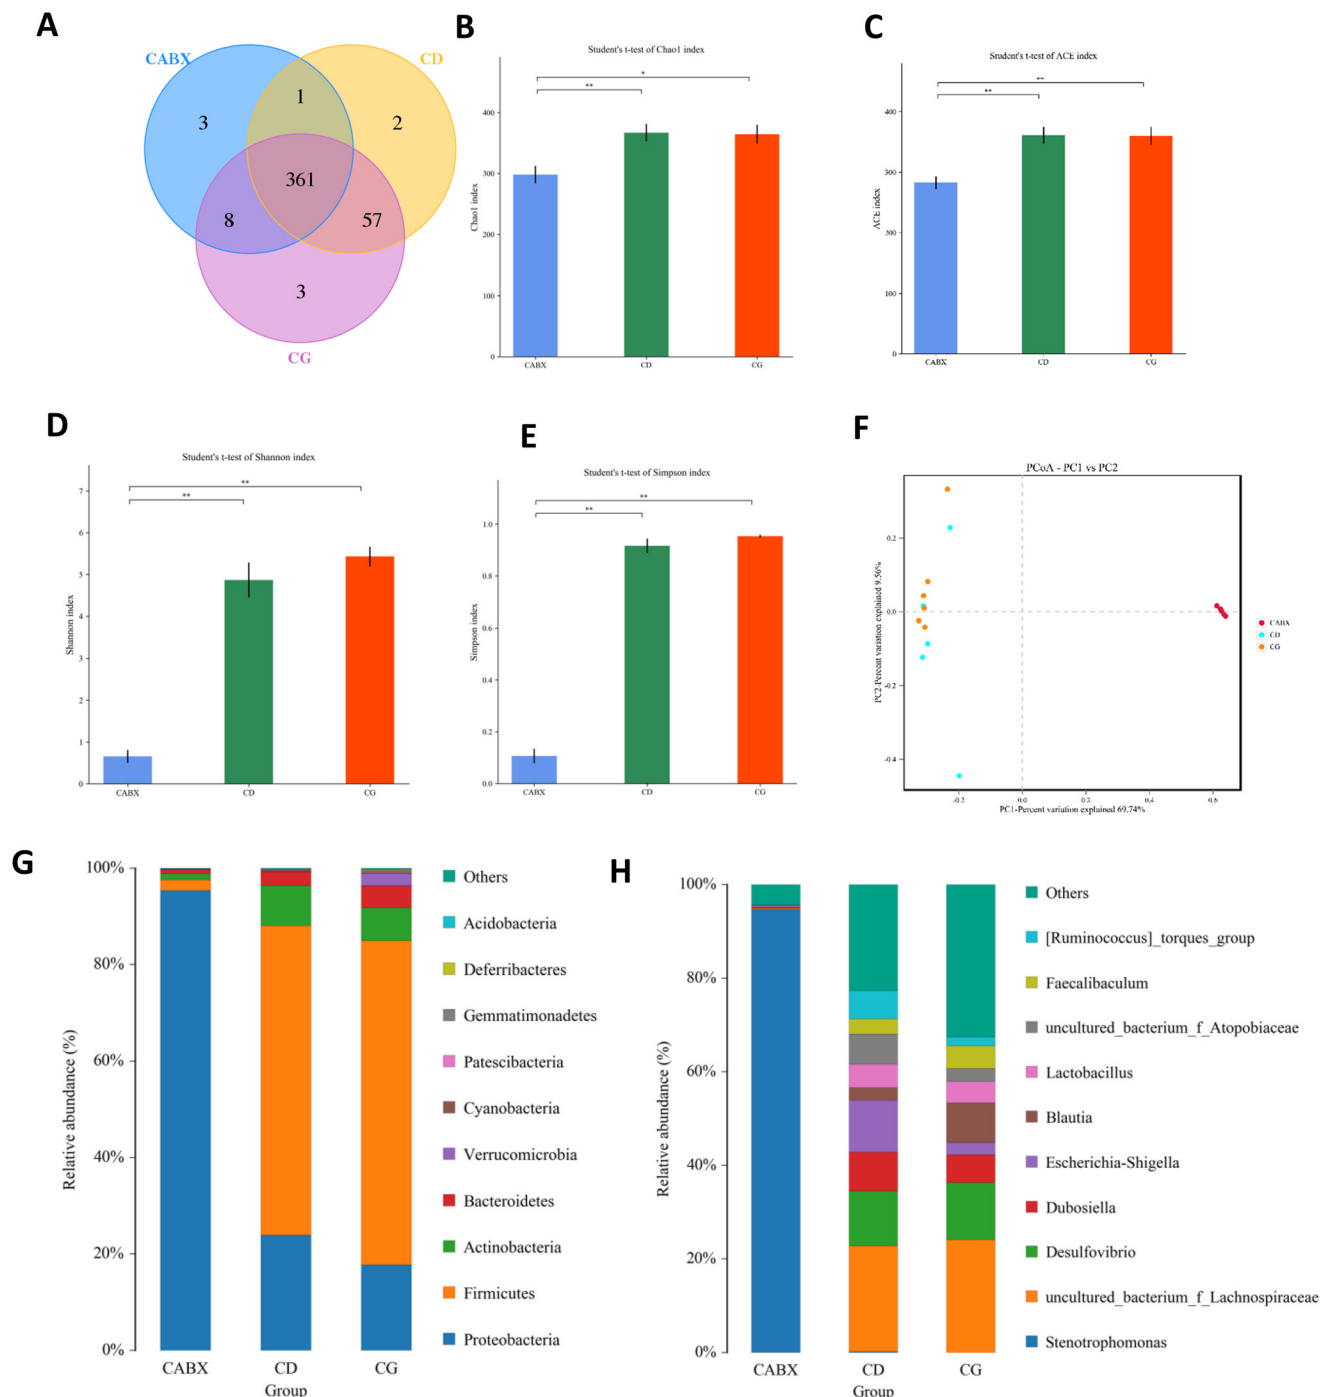 A
CABX
CD
1
3
2
361
8
57
3
CG
B
Student's t-test of Chao1 index
*
**
400
300
200
100
0
Chao1 index
CABX
CD
CG
C
Student's t-test of ACE index
**
**
400
300
200
100
0
ACE index
CABX
CD
CG
D
Student's t-test of Shannon index
**
**
7
6
5
4
3
2
1
0
Shannon index
CABX
CD
CG
E
Student's t-test of Simpson index
**
**
1.0
0.8
0.6
0.4
0.2
0.0
Simpson index
CABX
CD
CG
F
PCoA - PC1 vs PC2
0.2
0.0
-0.2
-0.4
PC2-Percent variation explained 9.56%
-0.2
0.0
0.2
0.4
0.6
PC1-Percent variation explained 69.74%
CABX
CD
CG
G
100%
80%
60%
40%
20%
0%
Relative abundance (%)
CABX
CD
CG
Group
Others
Acidobacteria
Deferribacteres
Gemmatimonadetes
Patescibacteria
Cyanobacteria
Verrucomicrobia
Bacteroidetes
Actinobacteria
Firmicutes
Proteobacteria
H
100%
80%
60%
40%
20%
0%
Relative abundance (%)
CABX
CD
CG
Group
Others
[Ruminococcus]_torques_group
Faecalibaculum
uncultured_bacterium_f_Atopobiaceae
Lactobacillus
Blautia
Escherichia-Shigella
Dubosiella
Desulfovibrio
uncultured_bacterium_f_Lachnospiraceae
Stenotrophomonas